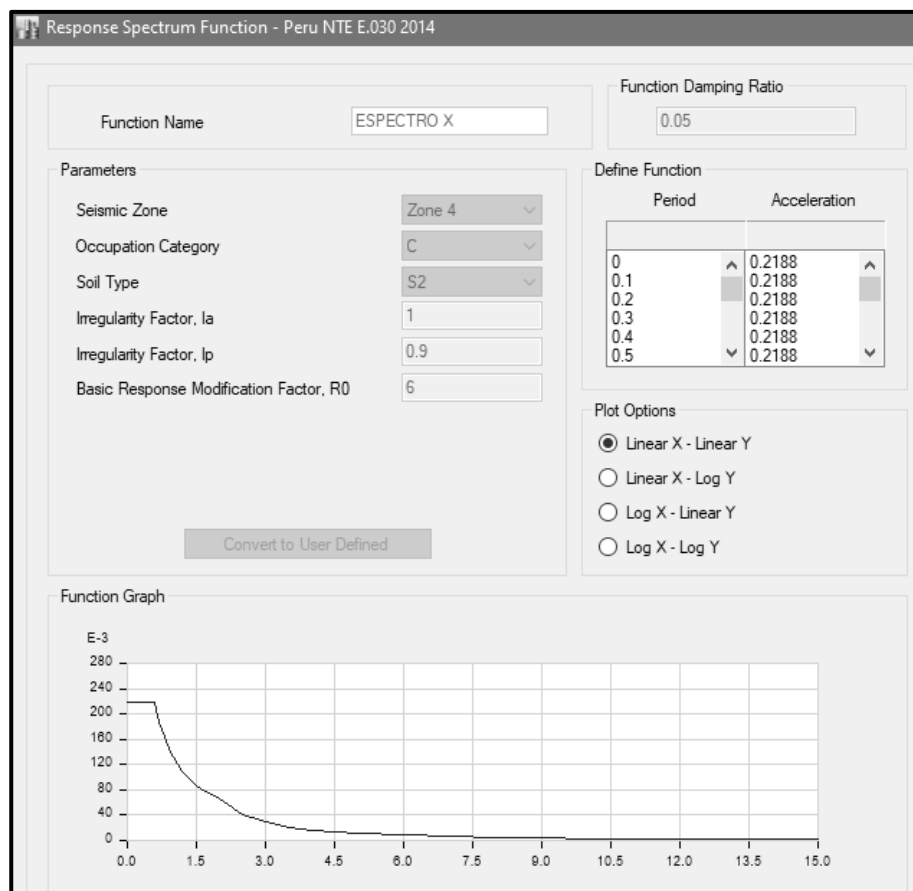 Response Spectrum Function - Peru NTE E.030 2014
Function Name
ESPECTRO X
Function Damping Ratio
0.05
Parameters
Seismic Zone
Zone 4
Occupation Category
C
Soil Type
S2
Irregularity Factor, Ia
1
Irregularity Factor, Ip
0.9
Basic Response Modification Factor, R0
6
Convert to User Defined
Define Function
Period Acceleration
0 0.2188
0.1 0.2188
0.2 0.2188
0.3 0.2188
0.4 0.2188
0.5 0.2188
Plot Options
Linear X - Linear Y
Linear X - Log Y
Log X - Linear Y
Log X - Log Y
Function Graph
E-3
280
240
200
160
120
80
40
0
0.0 1.5 3.0 4.5 6.0 7.5 9.0 10.5 12.0 13.5 15.0